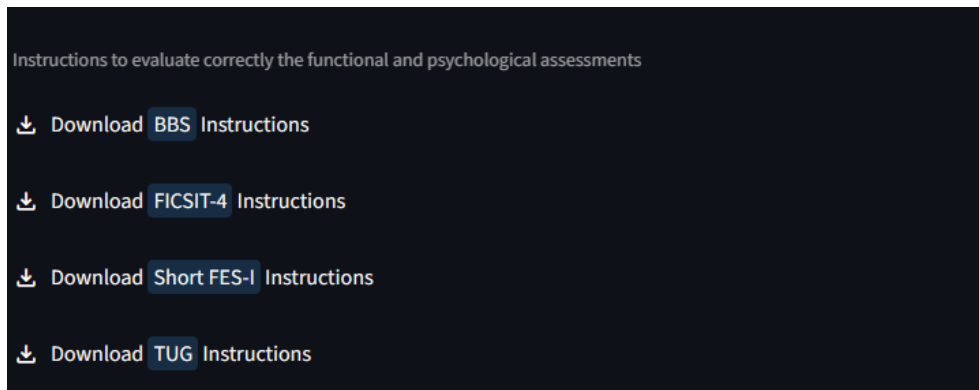 Instructions to evaluate correctly the functional and psychological assessments
Download BBS Instructions
Download FICSIT-4 Instructions
Download Short FES-I Instructions
Download TUG Instructions